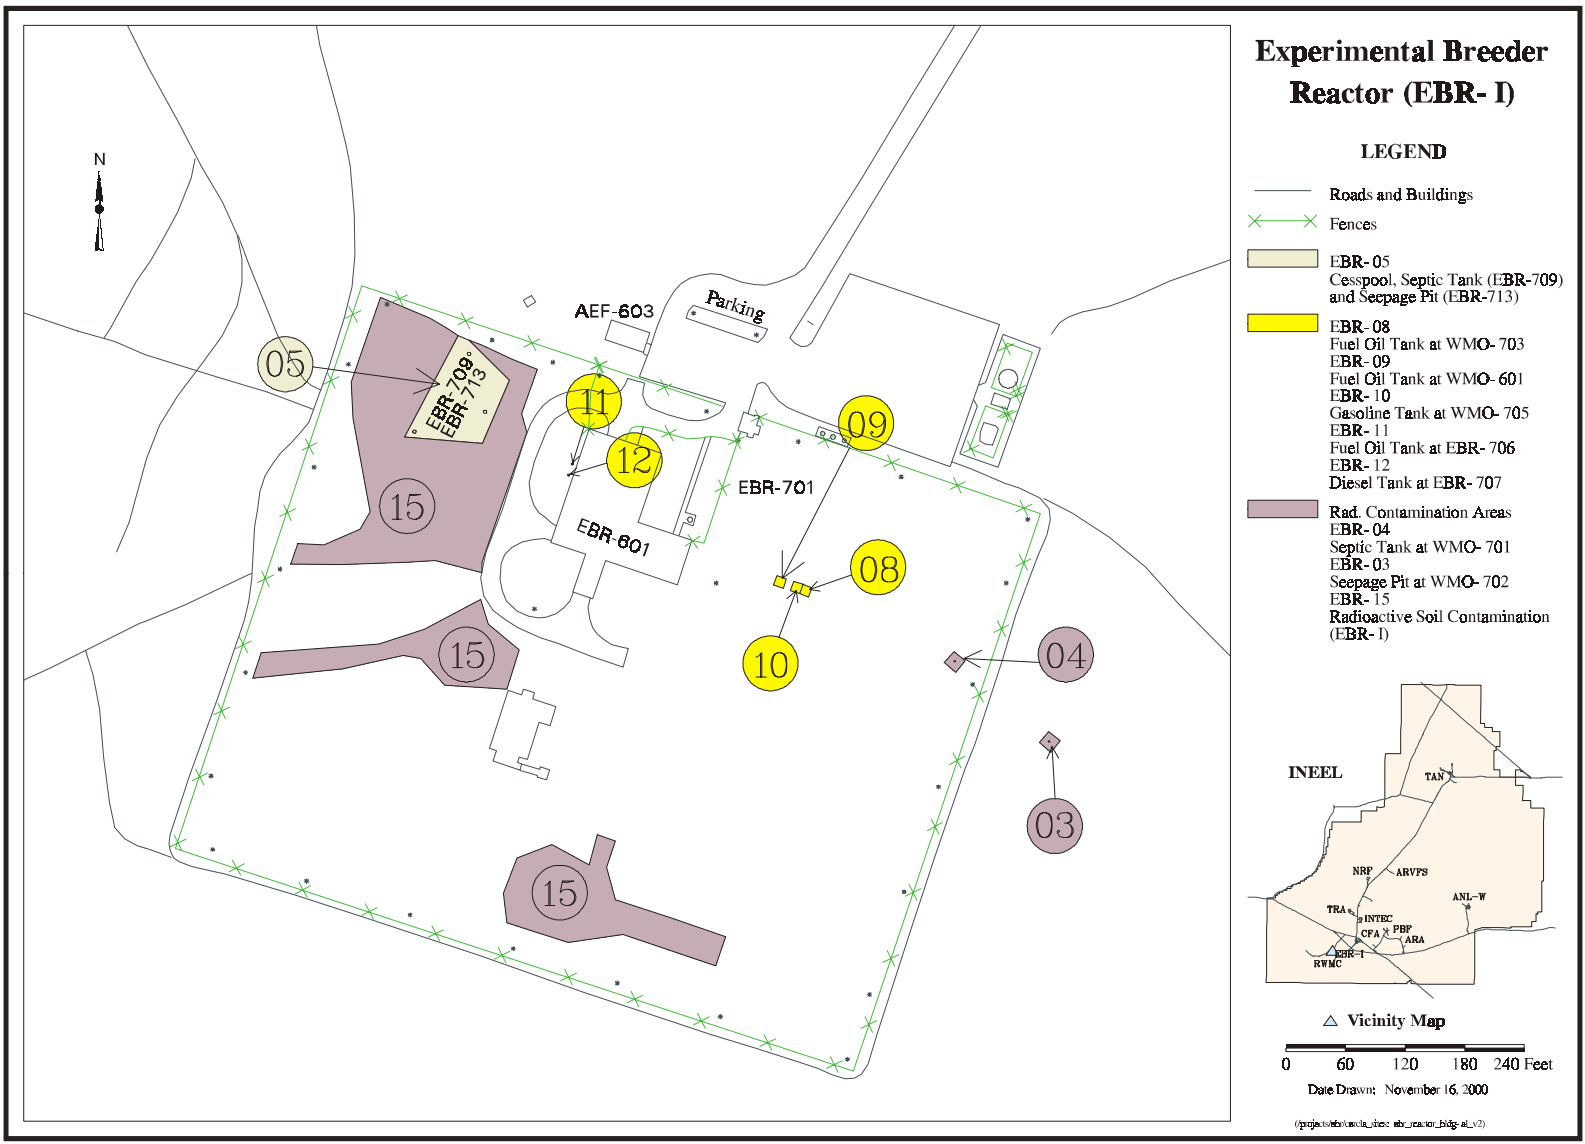 Experimental Breeder
Reactor (EBR- I)
LEGEND
Roads and Buildings
Fences
EBR- 05
Cesspool, Septic Tank (EBR-709)
and Seepage Pit (EBR-713)
EBR- 08
Fuel Oil Tank at WMO- 703
EBR- 09
Fuel Oil Tank at WMO- 601
EBR- 10
Gasoline Tank at WMO- 705
EBR- 11
Fuel Oil Tank at EBR- 706
EBR- 12
Diesel Tank at EBR- 707
Rad. Contamination Areas
EBR- 04
Septic Tank at WMO- 701
EBR- 03
Seepage Pit at WMO- 702
EBR- 15
Radioactive Soil Contamination
(EBR- I)
N
AEF-603
Parking
05
EBR-709
EBR-713
11
12
09
EBR-701
15
EBR-601
08
10
15
04
03
15
INEEL
TAN
NRF
ARVFS
ANL-W
TRA
INTEC
CFA
PBF
ARA
EBR-I
RWMC
Vicinity Map
0 60 120 180 240 Feet
Date Drawn: November 16, 2000